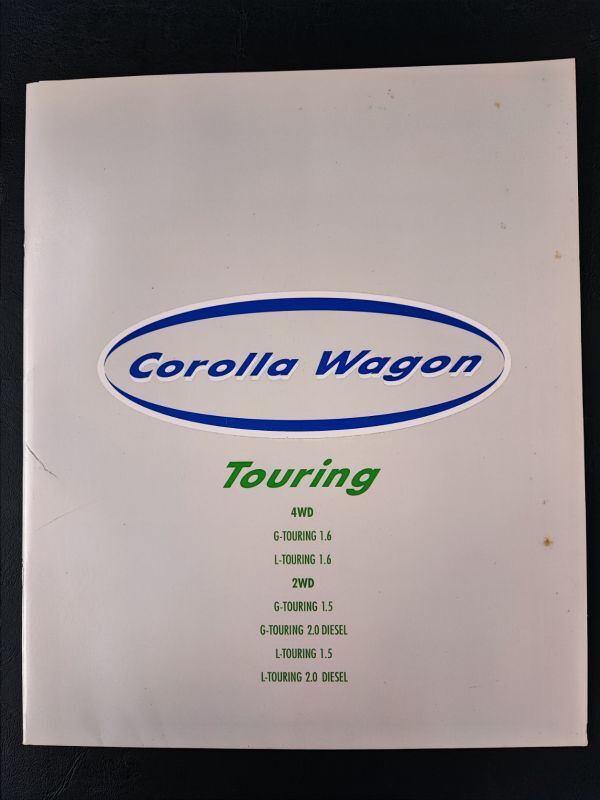 Corolla Wagon
Touring
4WD
G-TOURING 1.6
L-TOURING 1.6
2WD
G-TOURING 1.5
G-TOURING 2.0 DIESEL
L-TOURING 1.5
L-TOURING 2.0 DIESEL